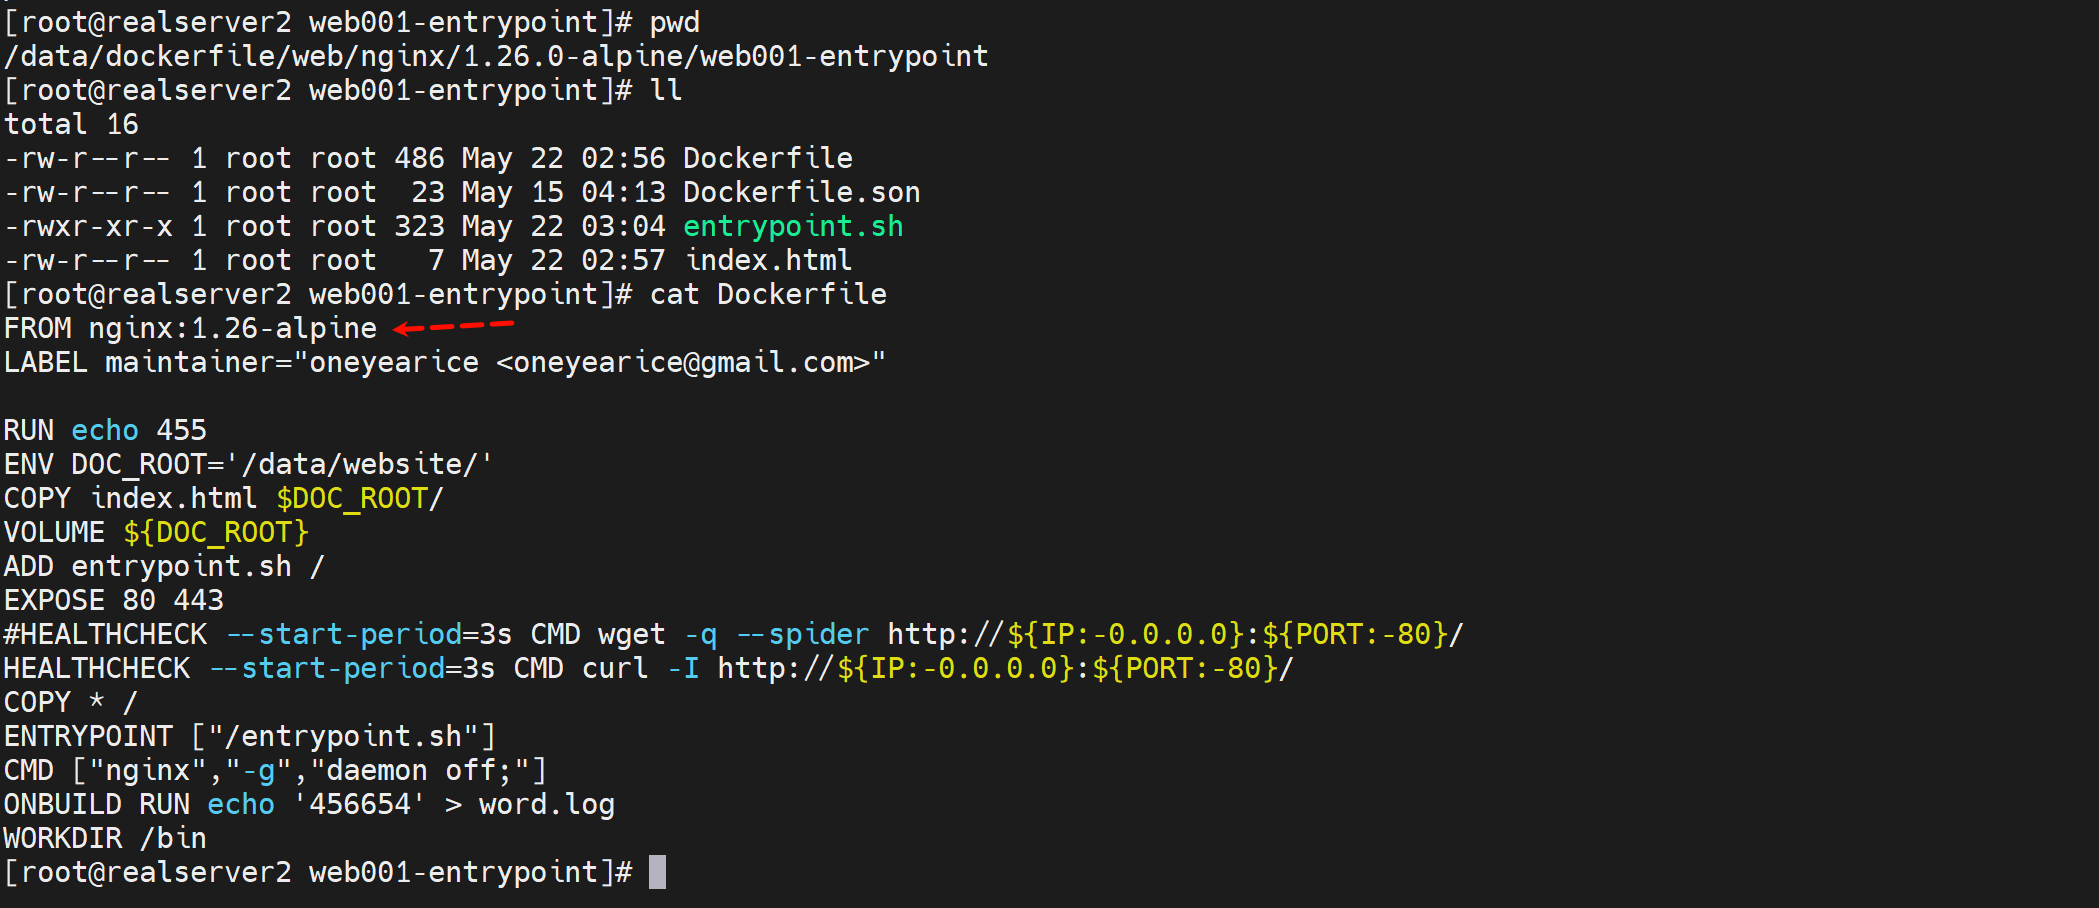 [root@realserver2 web001-entrypoint]# pwd
/data/dockerfile/web/nginx/1.26.0-alpine/web001-entrypoint
[root@realserver2 web001-entrypoint]# ll
total 16
-rw-r--r-- 1 root root 486 May 22 02:56 Dockerfile
-rw-r--r-- 1 root root  23 May 15 04:13 Dockerfile.son
-rwxr-xr-x 1 root root 323 May 22 03:04 entrypoint.sh
-rw-r--r-- 1 root root   7 May 22 02:57 index.html
[root@realserver2 web001-entrypoint]# cat Dockerfile
FROM nginx:1.26-alpine
LABEL maintainer="oneyearice <oneyearice@gmail.com>"
RUN echo 455
ENV DOC_ROOT='/data/website/'
COPY index.html $DOC_ROOT/
VOLUME ${DOC_ROOT}
ADD entrypoint.sh /
EXPOSE 80 443
#HEALTHCHECK --start-period=3s CMD wget -q --spider http://${IP:-0.0.0.0}:${PORT:-80}/
HEALTHCHECK --start-period=3s CMD curl -I http://${IP:-0.0.0.0}:${PORT:-80}/
COPY * /
ENTRYPOINT ["/entrypoint.sh"]
CMD ["nginx","-g","daemon off;"]
ONBUILD RUN echo '456654' > word.log
WORKDIR /bin
[root@realserver2 web001-entrypoint]#